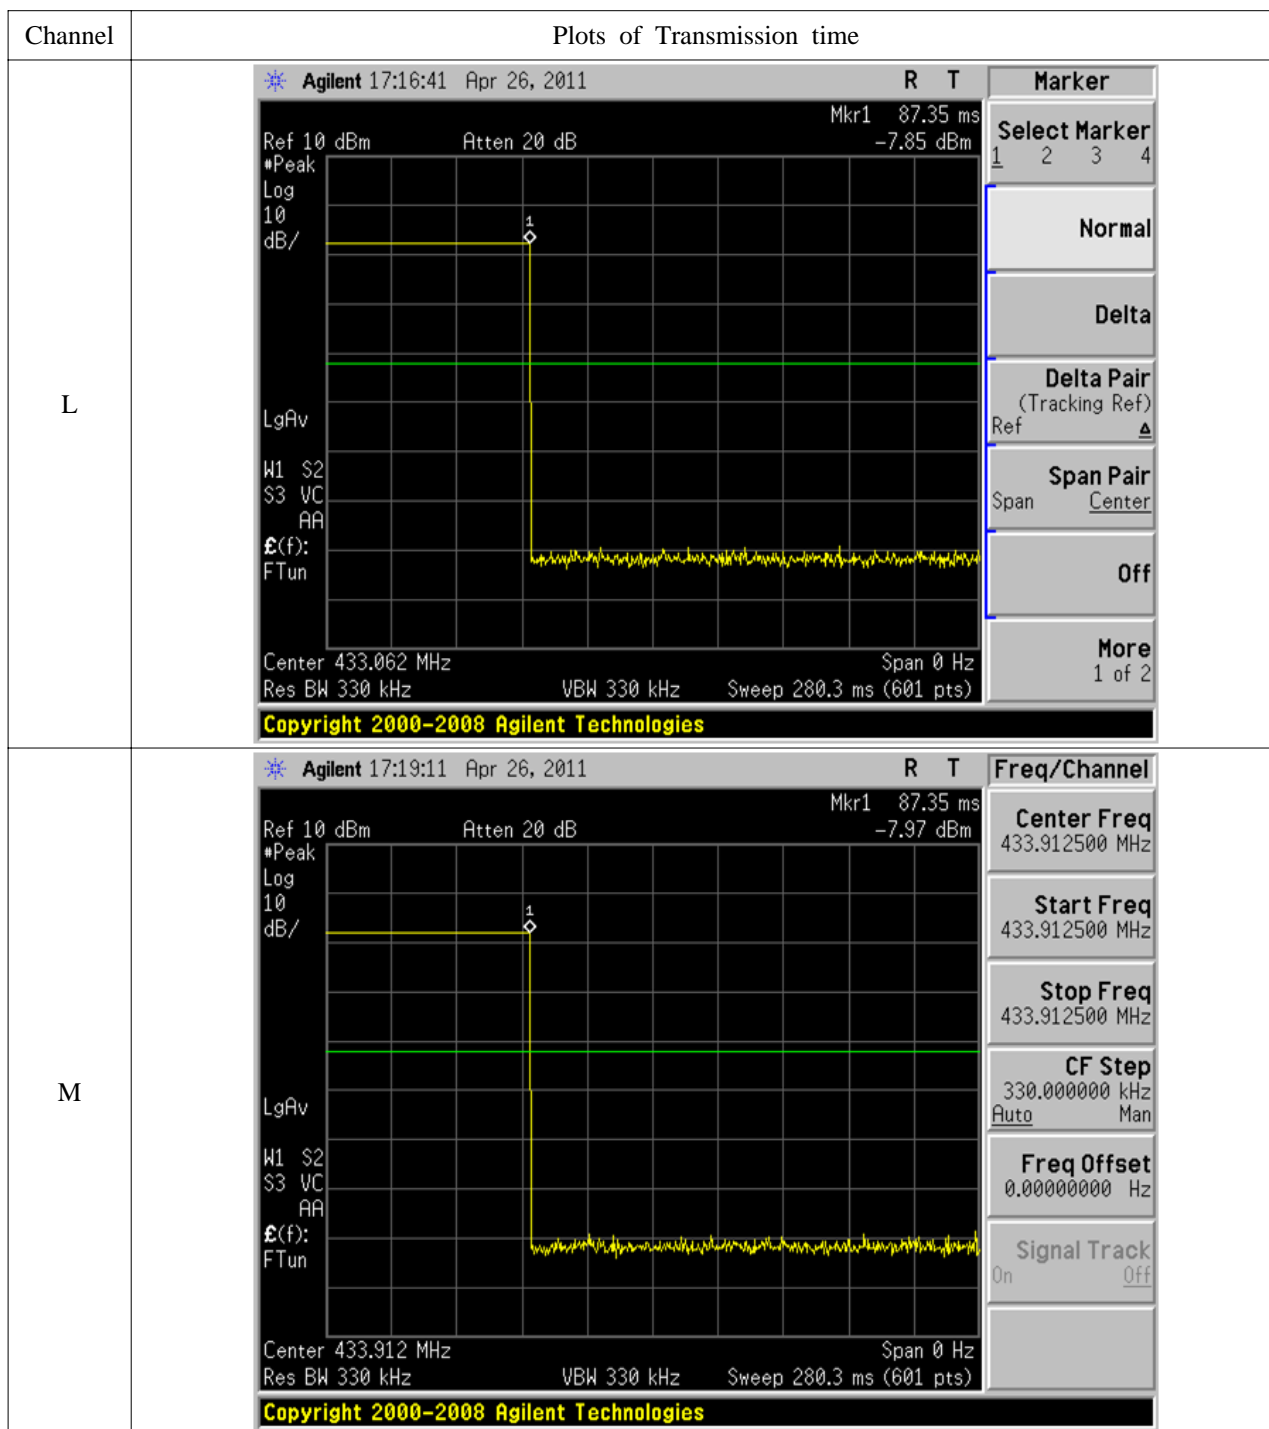 Channel Plots of Transmission time
L
Agilent 17:16:41 Apr 26, 2011 R T
Mkr1 87.35 ms
Ref 10 dBm Atten 20 dB -7.85 dBm
#Peak
Log
10
dB/
1
LgAv
W1 S2
S3 VC
AA
£(f):
FTun
Center 433.062 MHz Span 0 Hz
Res BW 330 kHz VBW 330 kHz Sweep 280.3 ms (601 pts)
Copyright 2000-2008 Agilent Technologies
Marker
Select Marker
1 2 3 4
Normal
Delta
Delta Pair
(Tracking Ref)
Ref Δ
Span Pair
Span Center
Off
More
1 of 2
M
Agilent 17:19:11 Apr 26, 2011 R T
Mkr1 87.35 ms
Ref 10 dBm Atten 20 dB -7.97 dBm
#Peak
Log
10
dB/
1
LgAv
W1 S2
S3 VC
AA
£(f):
FTun
Center 433.912 MHz Span 0 Hz
Res BW 330 kHz VBW 330 kHz Sweep 280.3 ms (601 pts)
Copyright 2000-2008 Agilent Technologies
Freq/Channel
Center Freq
433.912500 MHz
Start Freq
433.912500 MHz
Stop Freq
433.912500 MHz
CF Step
330.000000 kHz
Auto Man
Freq Offset
0.00000000 Hz
Signal Track
On Off